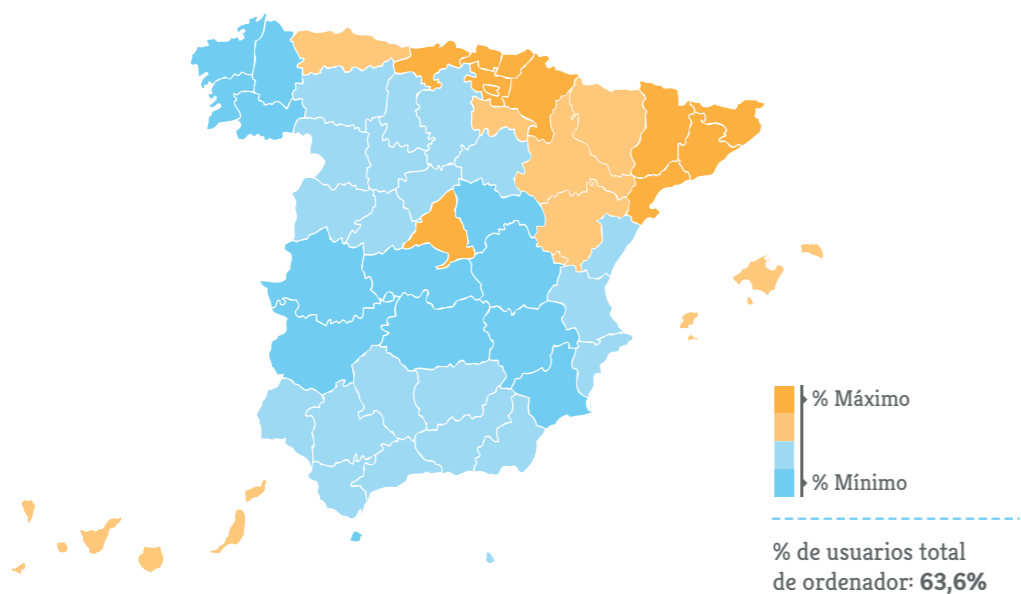 % Máximo
% Mínimo
% de usuarios total
de ordenador: 63,6%